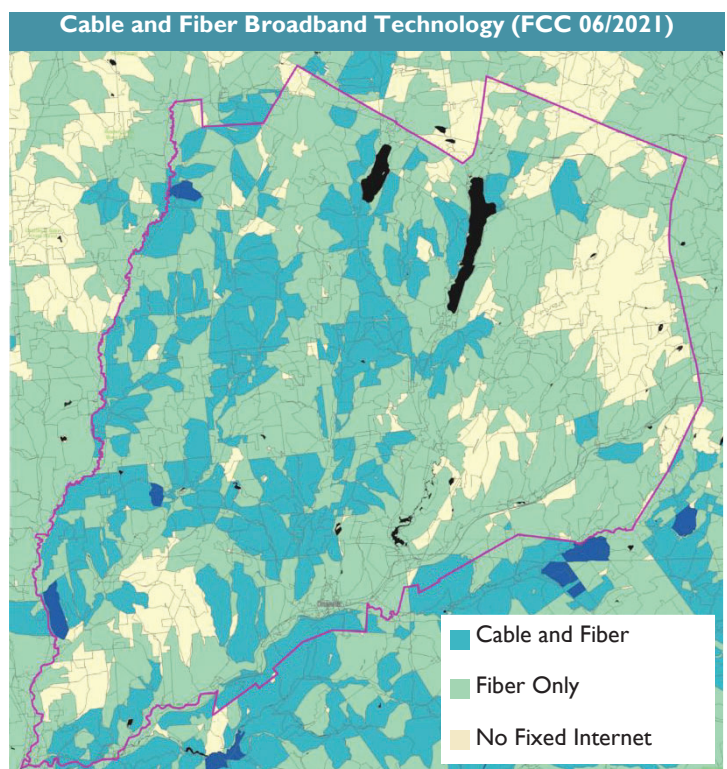 Cable and Fiber Broadband Technology (FCC 06/2021)
Cable and Fiber
Fiber Only
No Fixed Internet